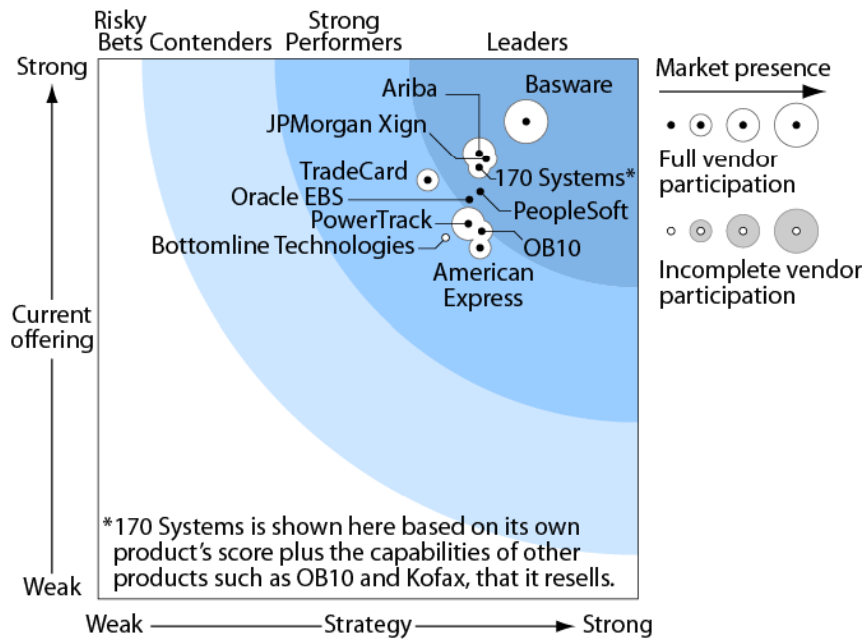 Risky
Bets
Contenders
Strong
Performers
Leaders
Strong
Market presence
Basware
Ariba
JPMorgan Xign
Full vendor
participation
TradeCard
170 Systems*
Oracle EBS
PeopleSoft
PowerTrack
Bottomline Technologies
OB10
American
Express
Incomplete vendor
participation
Current
offering
*170 Systems is shown here based on its own
product’s score plus the capabilities of other
products such as OB10 and Kofax, that it resells.
Weak
Weak
Strategy
Strong